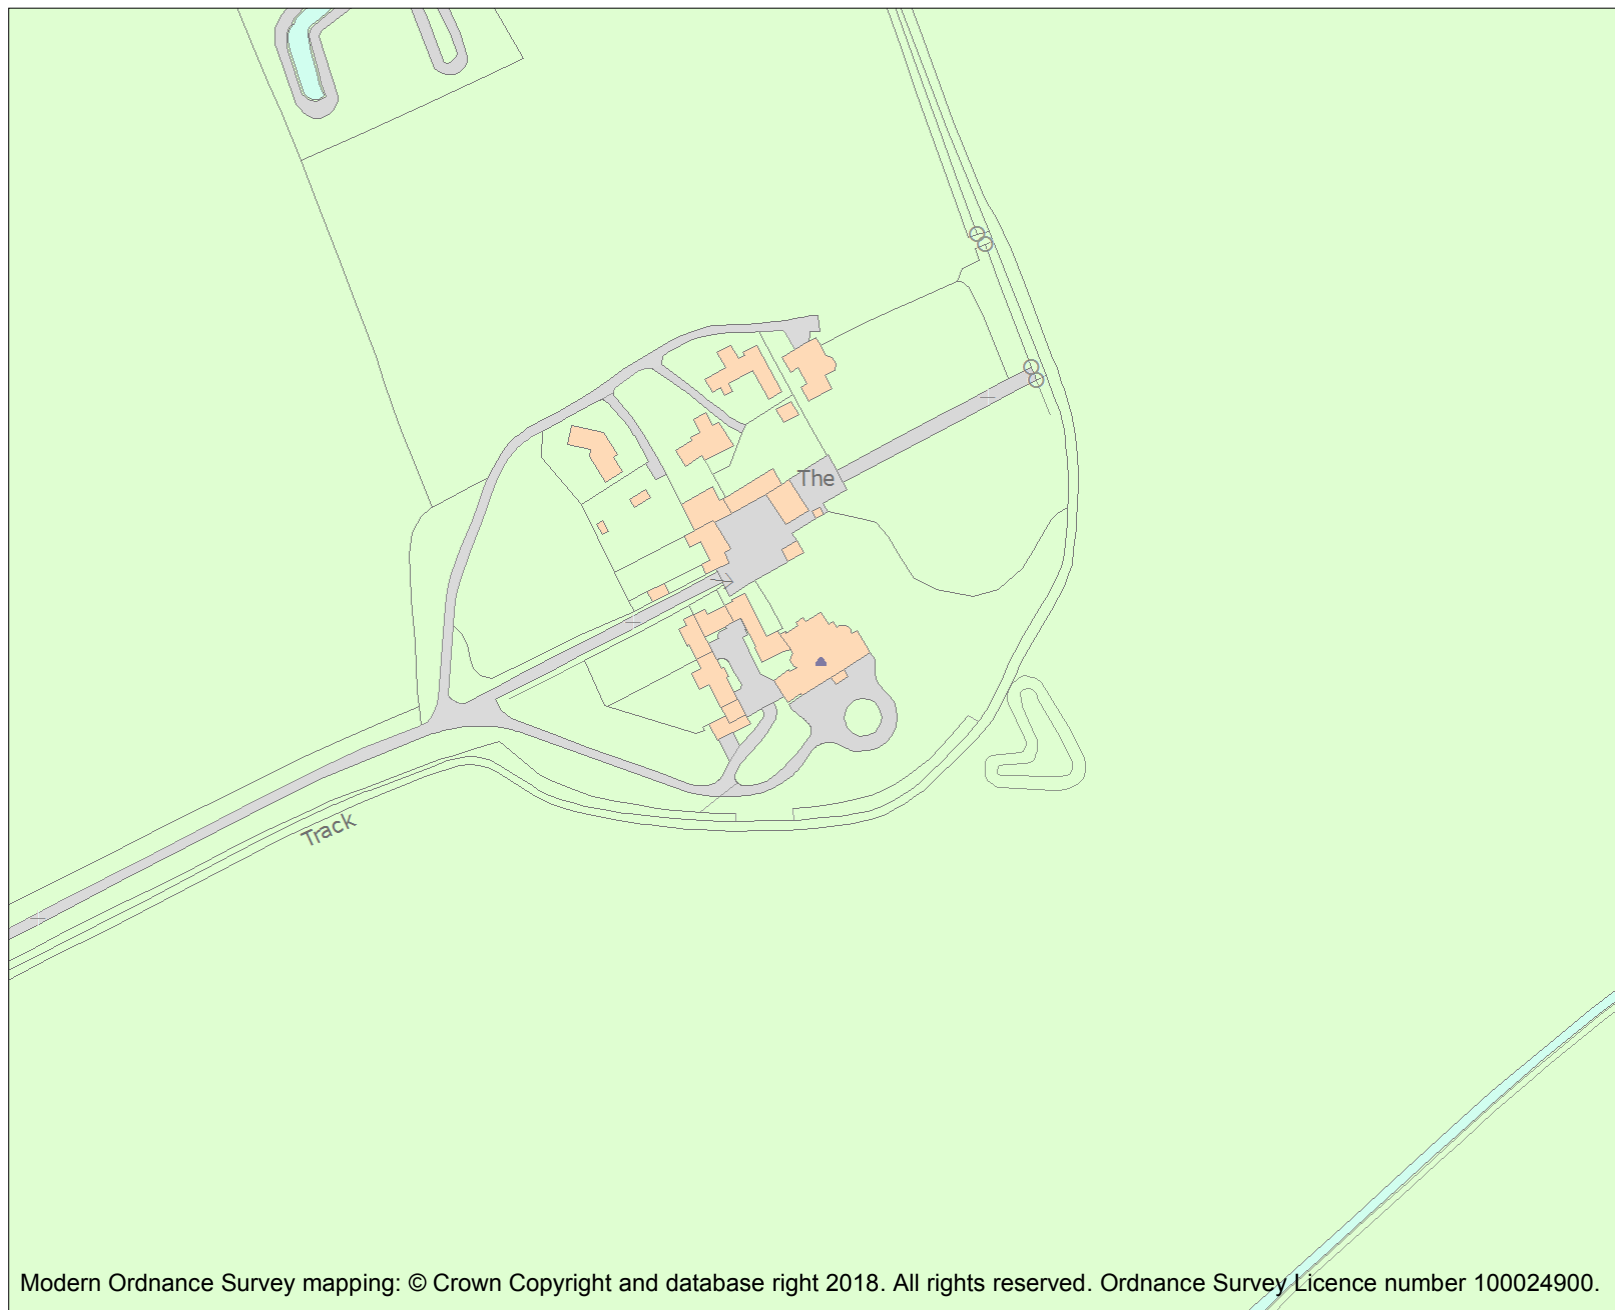 The
Track
Modern Ordnance Survey mapping: © Crown Copyright and database right 2018. All rights reserved. Ordnance Survey Licence number 100024900.